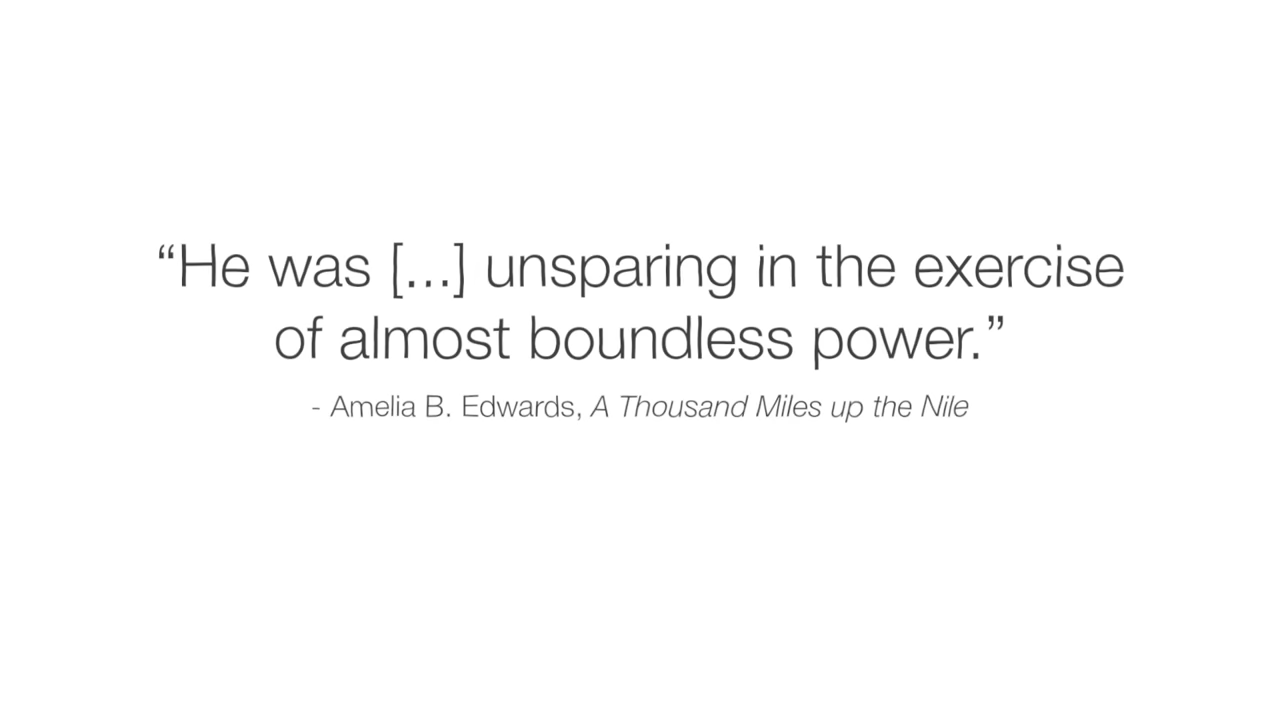 “He was [...] unsparing in the exercise
of almost boundless power.”
- Amelia B. Edwards, A Thousand Miles up the Nile